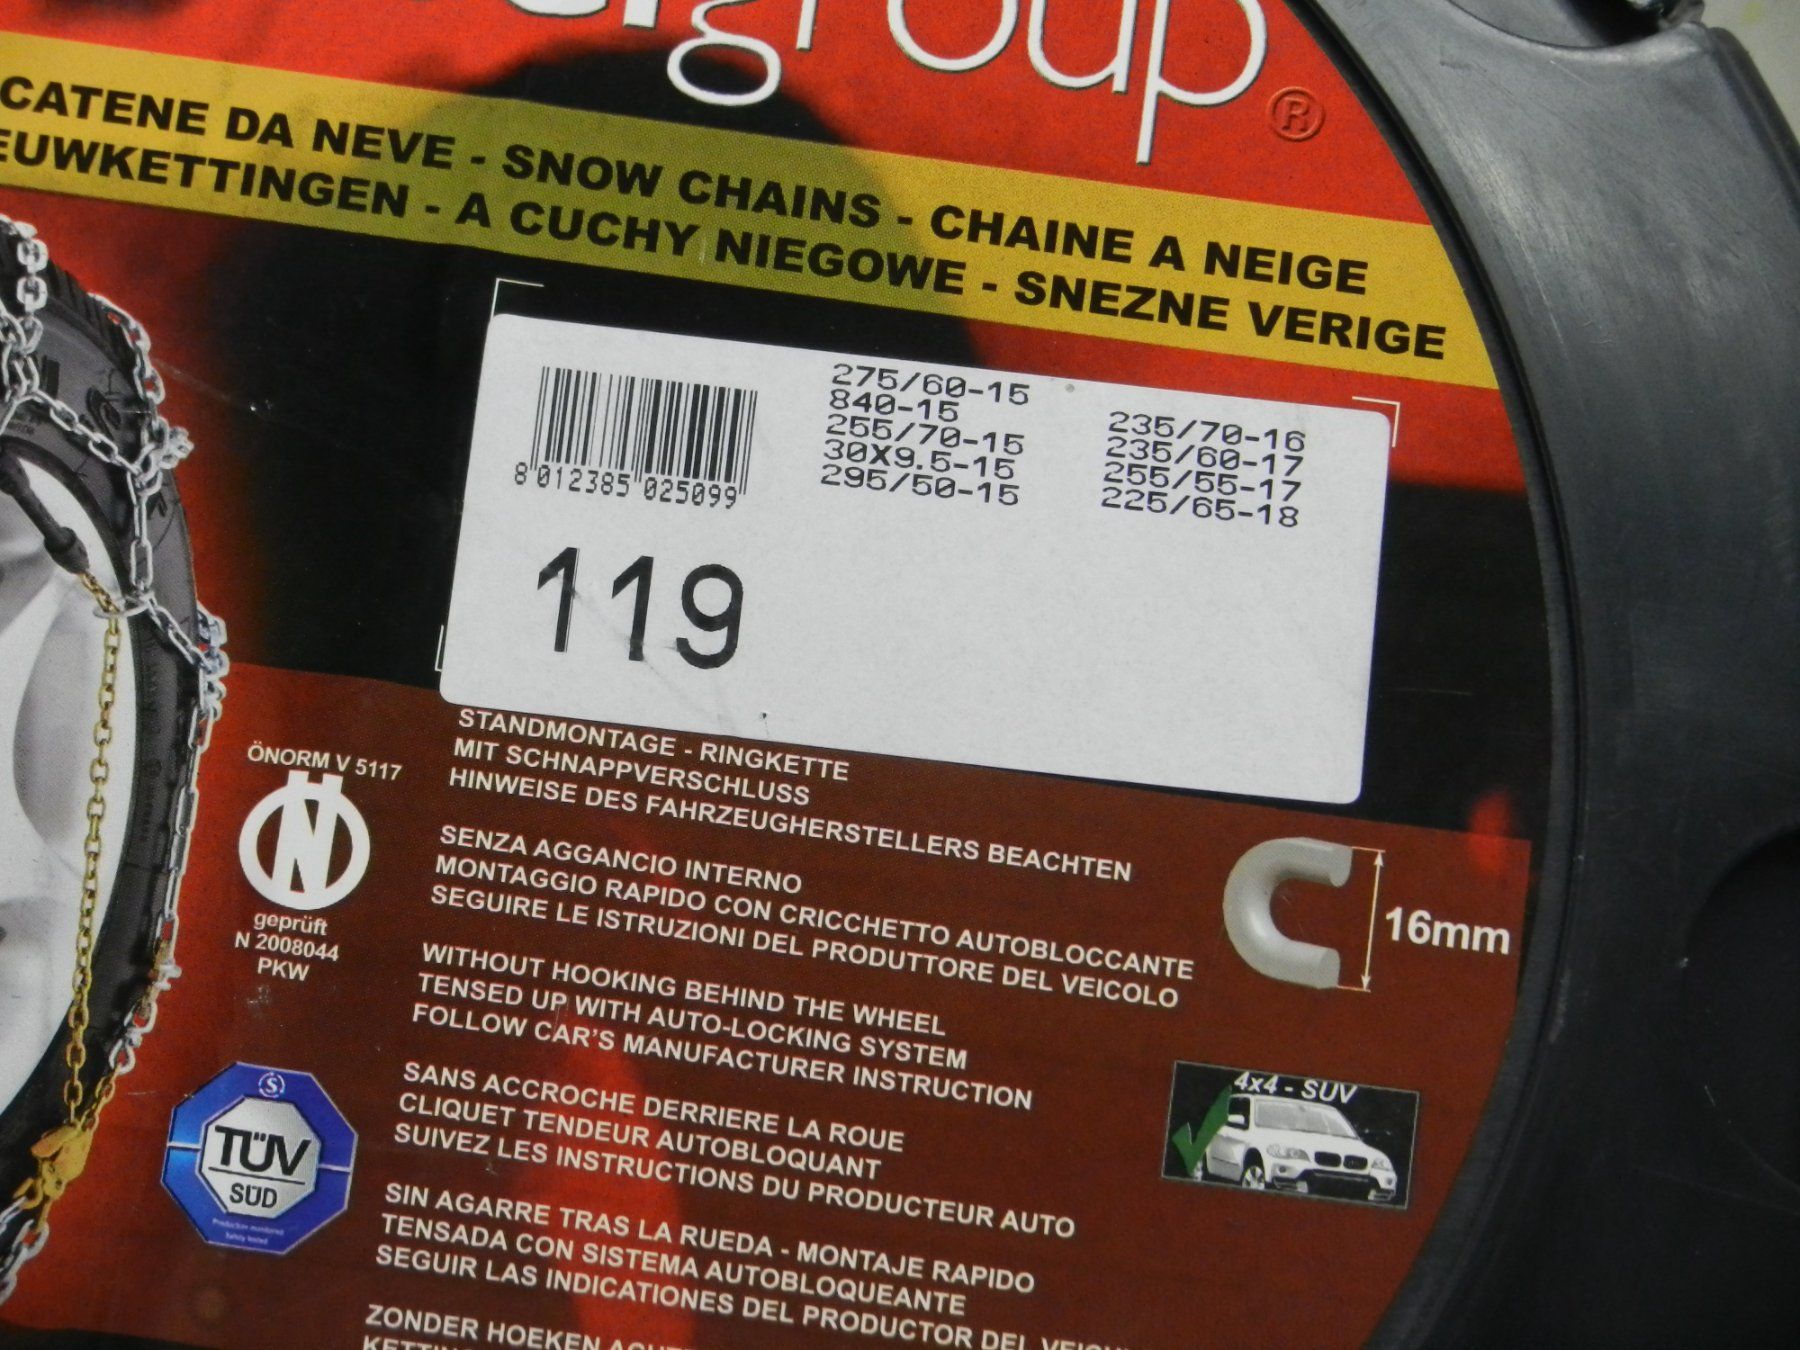 group®
CATENE DA NEVE - SNOW CHAINS - CHAINE A NEIGE
A CUCHY NIEGOWE - SNEZNE VERIGE
275/60-15
840-15
255/70-15
30X9.5-15
295/50-15
235/70-16
235/60-17
255/55-17
225/65-18
8 012385 025099
119
STANDMONTAGE - RINGKETTE
MIT SCHNAPPVERSCHLUSS
HINWEISE DES FAHRZEUGHERSTELLERS BEACHTEN
ÖNORM V 5117
geprüft
N 2008044
PKW
SENZA AGGANCIO INTERNO
MONTAGGIO RAPIDO CON CRICCHETTO AUTOBLOCCANTE
SEGUIRE LE ISTRUZIONI DEL PRODUTTORE DEL VEICOLO
16mm
WITHOUT HOOKING BEHIND THE WHEEL
TENSED UP WITH AUTO-LOCKING SYSTEM
FOLLOW CAR'S MANUFACTURER INSTRUCTION
4x4 - SUV
SANS ACCROCHE DERRIERE LA ROUE
CLIQUET TENDEUR AUTOBLOQUANT
SUIVEZ LES INSTRUCTIONS DU PRODUCTEUR AUTO
TÜV
SÜD
Production monitored
Safety tested
SIN AGARRE TRAS LA RUEDA - MONTAJE RAPIDO
TENSADA CON SISTEMA AUTOBLOQUEANTE
SEGUIR LAS INDICATIONES DEL PRODUCTOR DEL
ZONDER HOEKEN